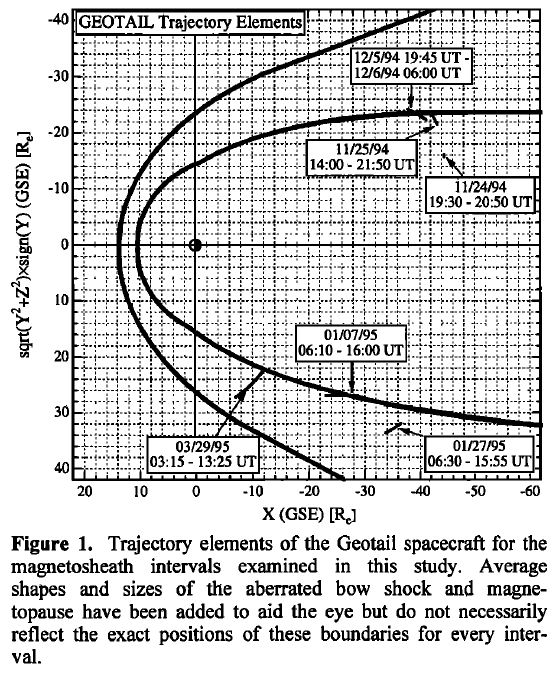 GEOTAIL Trajectory Elements
-40
-30
-20
-10
0
10
20
30
40
sqrt(Y²+Z²)×sign(Y) (GSE) [Rₑ]
12/5/94 19:45 UT -
12/6/94 06:00 UT
11/25/94
14:00 - 21:50 UT
11/24/94
19:30 - 20:50 UT
01/07/95
06:10 - 16:00 UT
03/29/95
03:15 - 13:25 UT
01/27/95
06:30 - 15:55 UT
20 10 0 -10 -20 -30 -40 -50 -60
X (GSE) [Rₑ]
Figure 1. Trajectory elements of the Geotail spacecraft for the
magnetosheath intervals examined in this study. Average
shapes and sizes of the aberrated bow shock and magne-
topause have been added to aid the eye but do not necessarily
reflect the exact positions of these boundaries for every inter-
val.